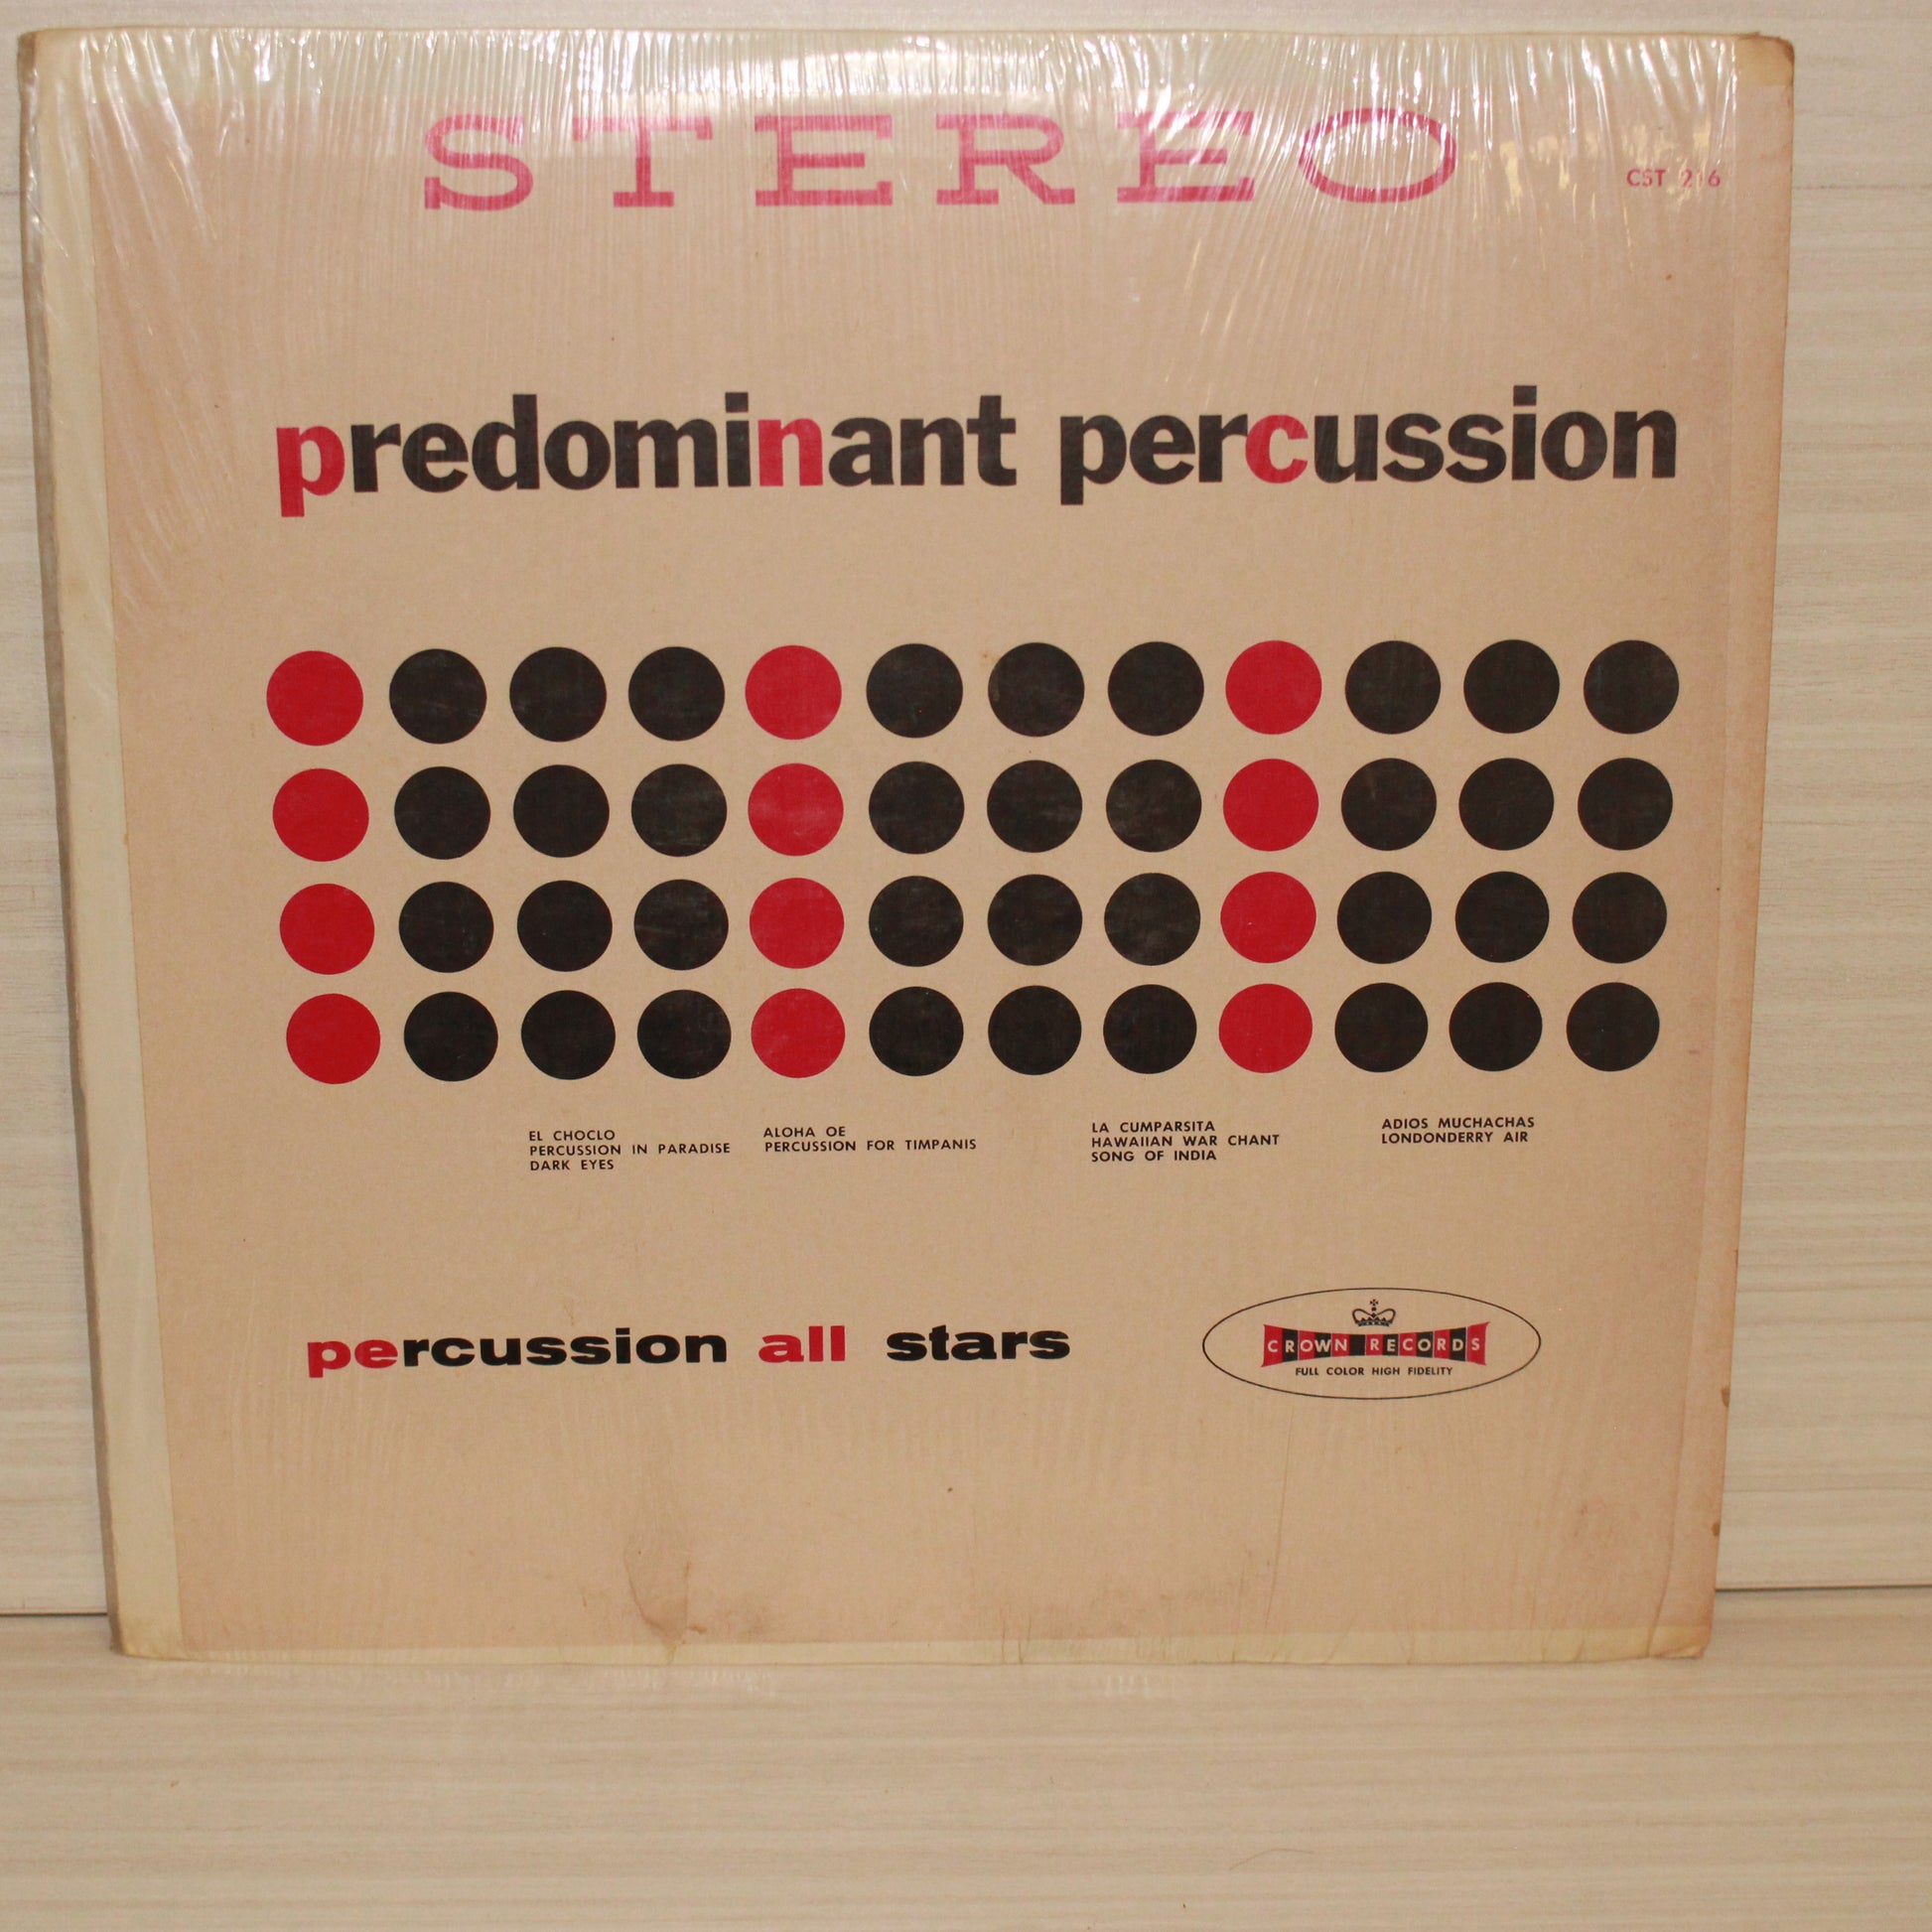 STEREO
CST 216
predominant percussion
EL CHOCLO
PERCUSSION IN PARADISE
DARK EYES
ALOHA OE
PERCUSSION FOR TIMPANIS
LA CUMPARSITA
HAWAIIAN WAR CHANT
SONG OF INDIA
ADIOS MUCHACHAS
LONDONDERRY AIR
percussion all stars
CROWN RECORDS
FULL COLOR HIGH FIDELITY